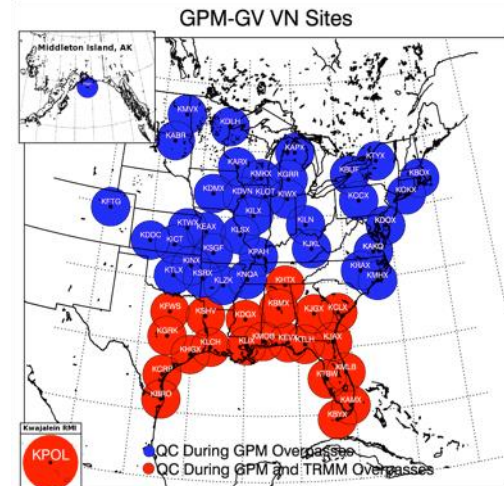 GPM-GV VN Sites
Middleton Island, AK
KMVX
KDLH
KABR
KAPX
KTYX
KARX
KMKX
KGRR
KBUF
KBOX
KDMX
KDVN
KLOT
KIWX
KCCX
KOKX
KFTG
KILX
KDOX
KTWX
KEAX
KLSX
KILN
KDDC
KICT
KSGF
KJKL
KAKQ
KINX
KPAH
KRAX
KTLX
KSRX
KLZK
KNQA
KMHX
KHTX
KFWS
KSHV
KDGX
KBMX
KJGX
KCLX
KGRK
KHGX
KLCH
KLIX
KMOB
KEVX
KTLH
KJAX
KCRP
KTBW
KMLB
KBRO
KAMX
KBYX
Kwajalein RMI
KPOL
QC During GPM Overpasses
QC During GPM and TRMM Overpasses